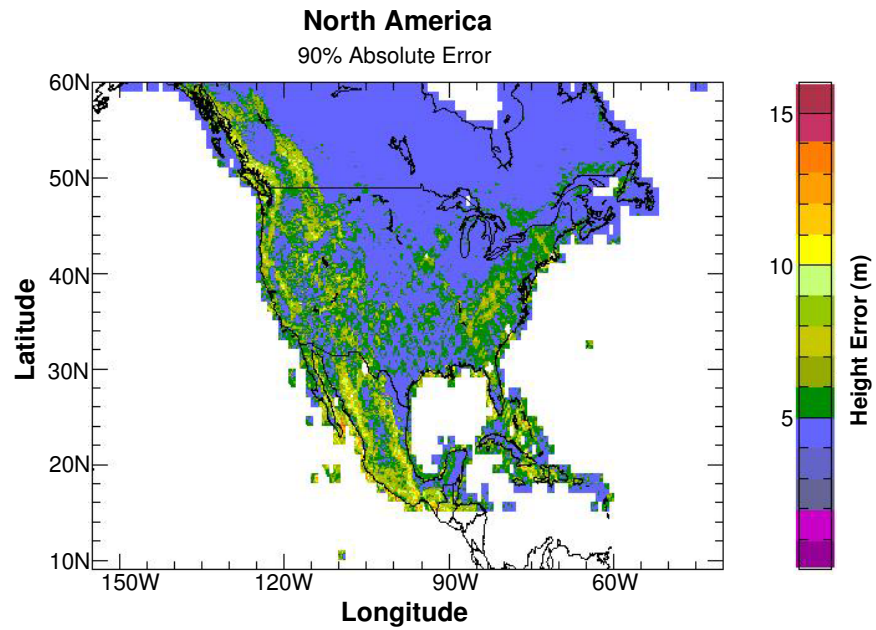 North America
90% Absolute Error
60N
50N
40N
30N
20N
10N
Latitude
150W 120W 90W 60W
Longitude
15
10
5
Height Error (m)